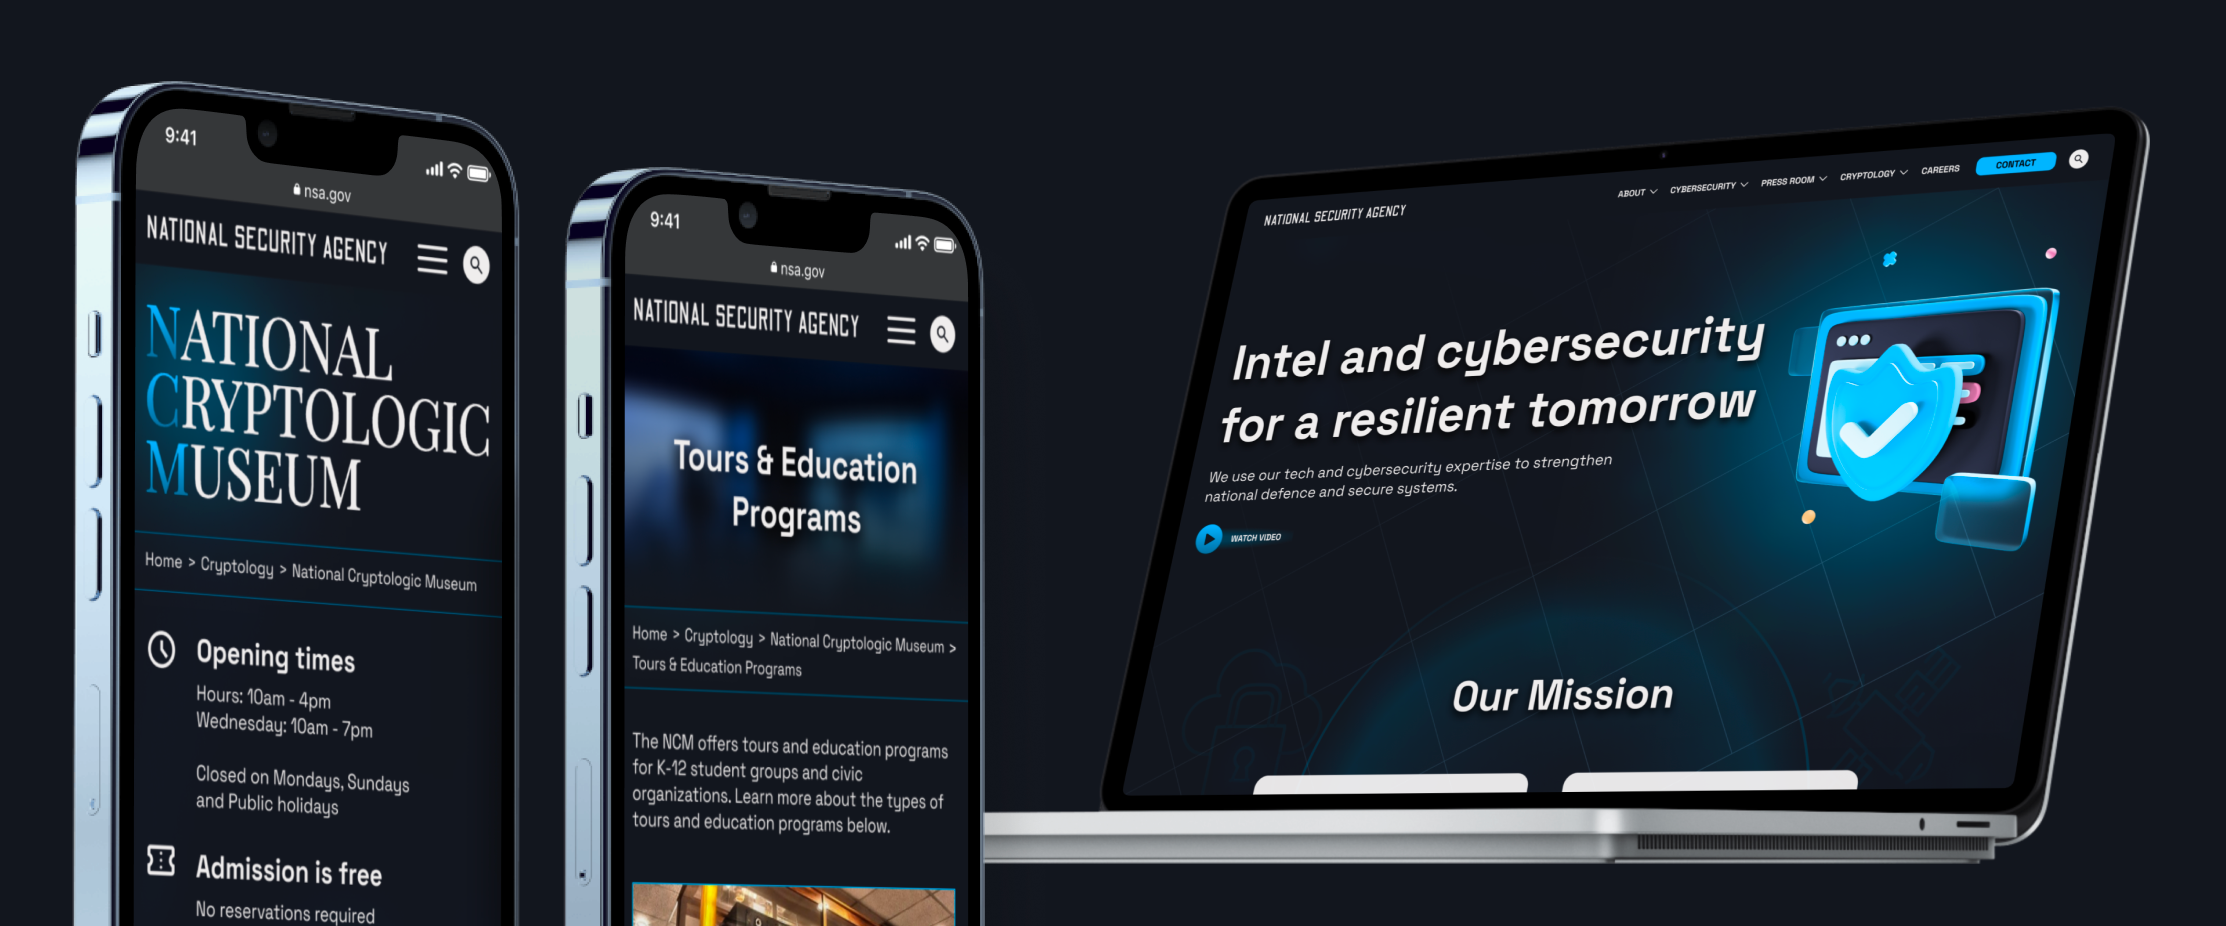 9:41
nsa.gov
NATIONAL SECURITY AGENCY
NATIONAL
CRYPTOLOGIC
MUSEUM
Home > Cryptology > National Cryptologic Museum
Opening times
Hours: 10am - 4pm
Wednesday: 10am - 7pm
Closed on Mondays, Sundays
and Public holidays
Admission is free
No reservations required
9:41
nsa.gov
NATIONAL SECURITY AGENCY
Tours & Education
Programs
Home > Cryptology > National Cryptologic Museum >
Tours & Education Programs
The NCM offers tours and education programs
for K-12 student groups and civic
organizations. Learn more about the types of
tours and education programs below.
NATIONAL SECURITY AGENCY
ABOUT CYBERSECURITY PRESS ROOM CRYPTOLOGY CAREERS CONTACT
Intel and cybersecurity
for a resilient tomorrow
We use our tech and cybersecurity expertise to strengthen
national defence and secure systems.
WATCH VIDEO
Our Mission